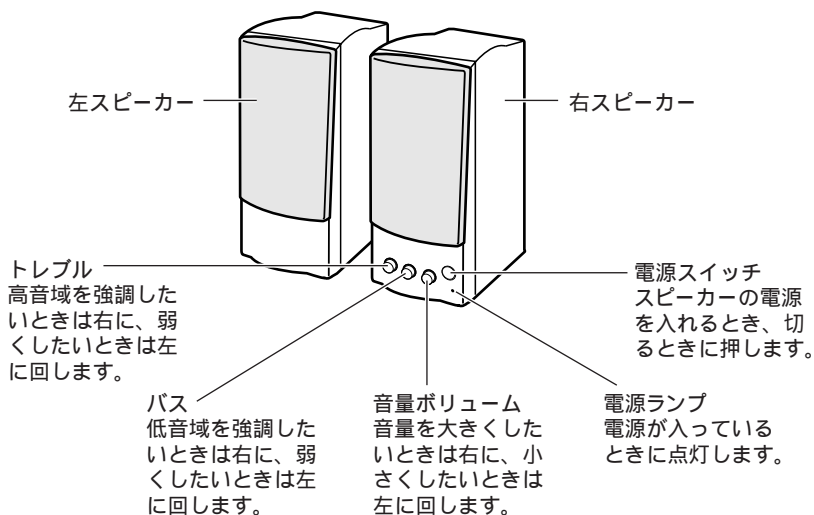 左スピーカー
右スピーカー
トレブル
高音域を強調した
いときは右に、弱
くしたいときは左
に回します。
電源スイッチ
スピーカーの電源
を入れるとき、切
るときに押します。
バス
低音域を強調した
いときは右に、弱
くしたいときは左
に回します。
音量ボリューム
音量を大きくした
いときは右に、小
さくしたいときは
左に回します。
電源ランプ
電源が入っている
ときに点灯します。